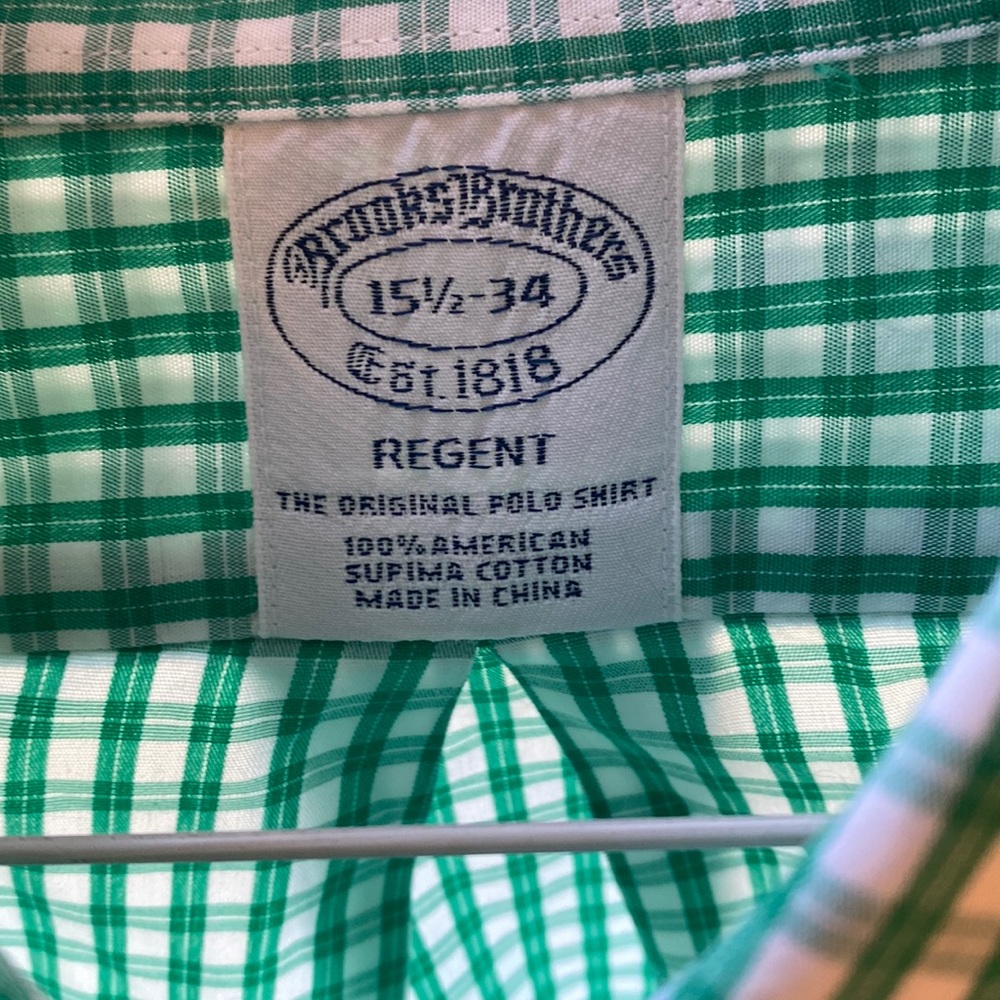 Brooks Brothers
15½-34
Est. 1818
REGENT
THE ORIGINAL POLO SHIRT
100% AMERICAN
SUPIMA COTTON
MADE IN CHINA